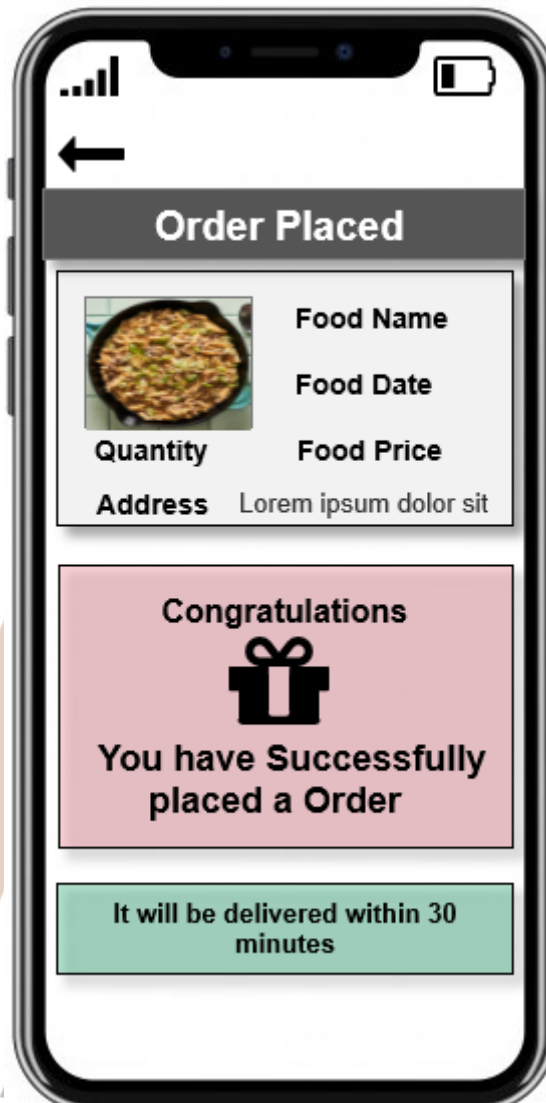 Order Placed
Food Name
Food Date
Quantity
Food Price
Address
Lorem ipsum dolor sit
Congratulations
You have Successfully
placed a Order
It will be delivered within 30
minutes